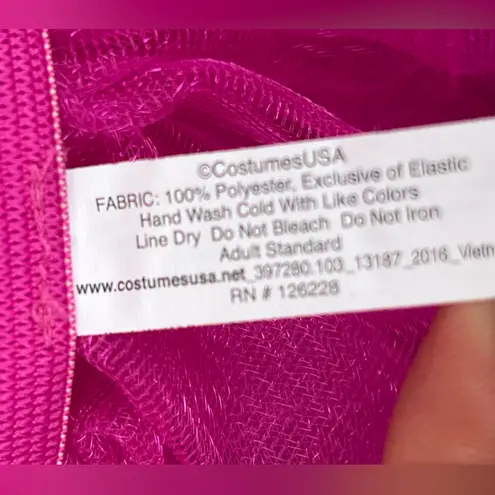 ©CostumesUSA
FABRIC: 100% Polyester, Exclusive of Elastic
Hand Wash Cold With Like Colors
Line Dry Do Not Bleach Do Not Iron
Adult Standard
www.costumesusa.net_397280.103_13187_2016_Vietn
RN # 126228